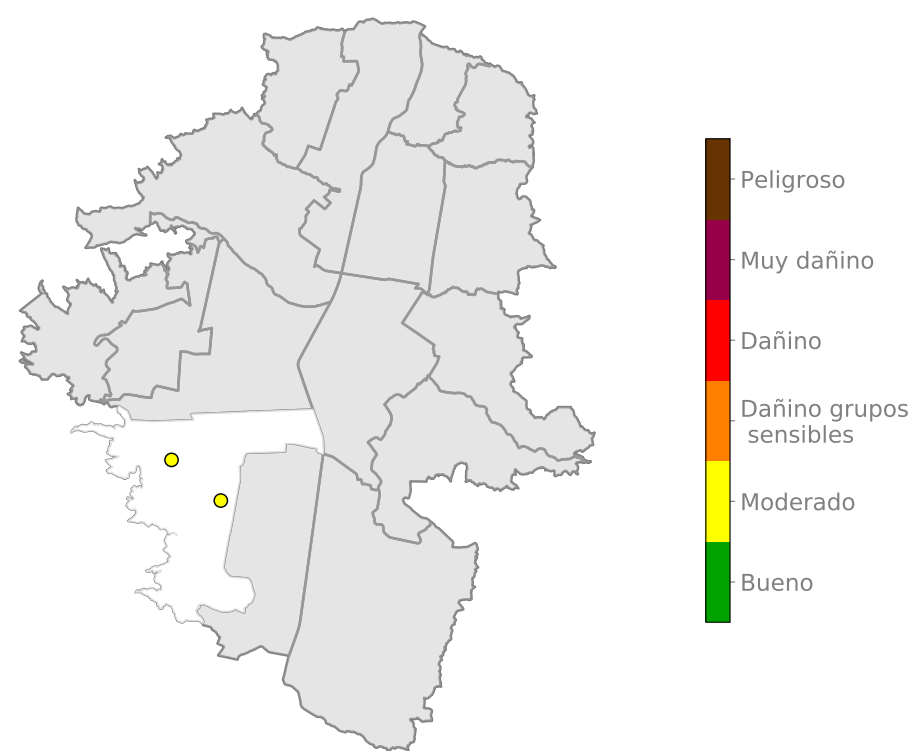 Peligroso
Muy dañino
Dañino
Dañino grupos
sensibles
Moderado
Bueno